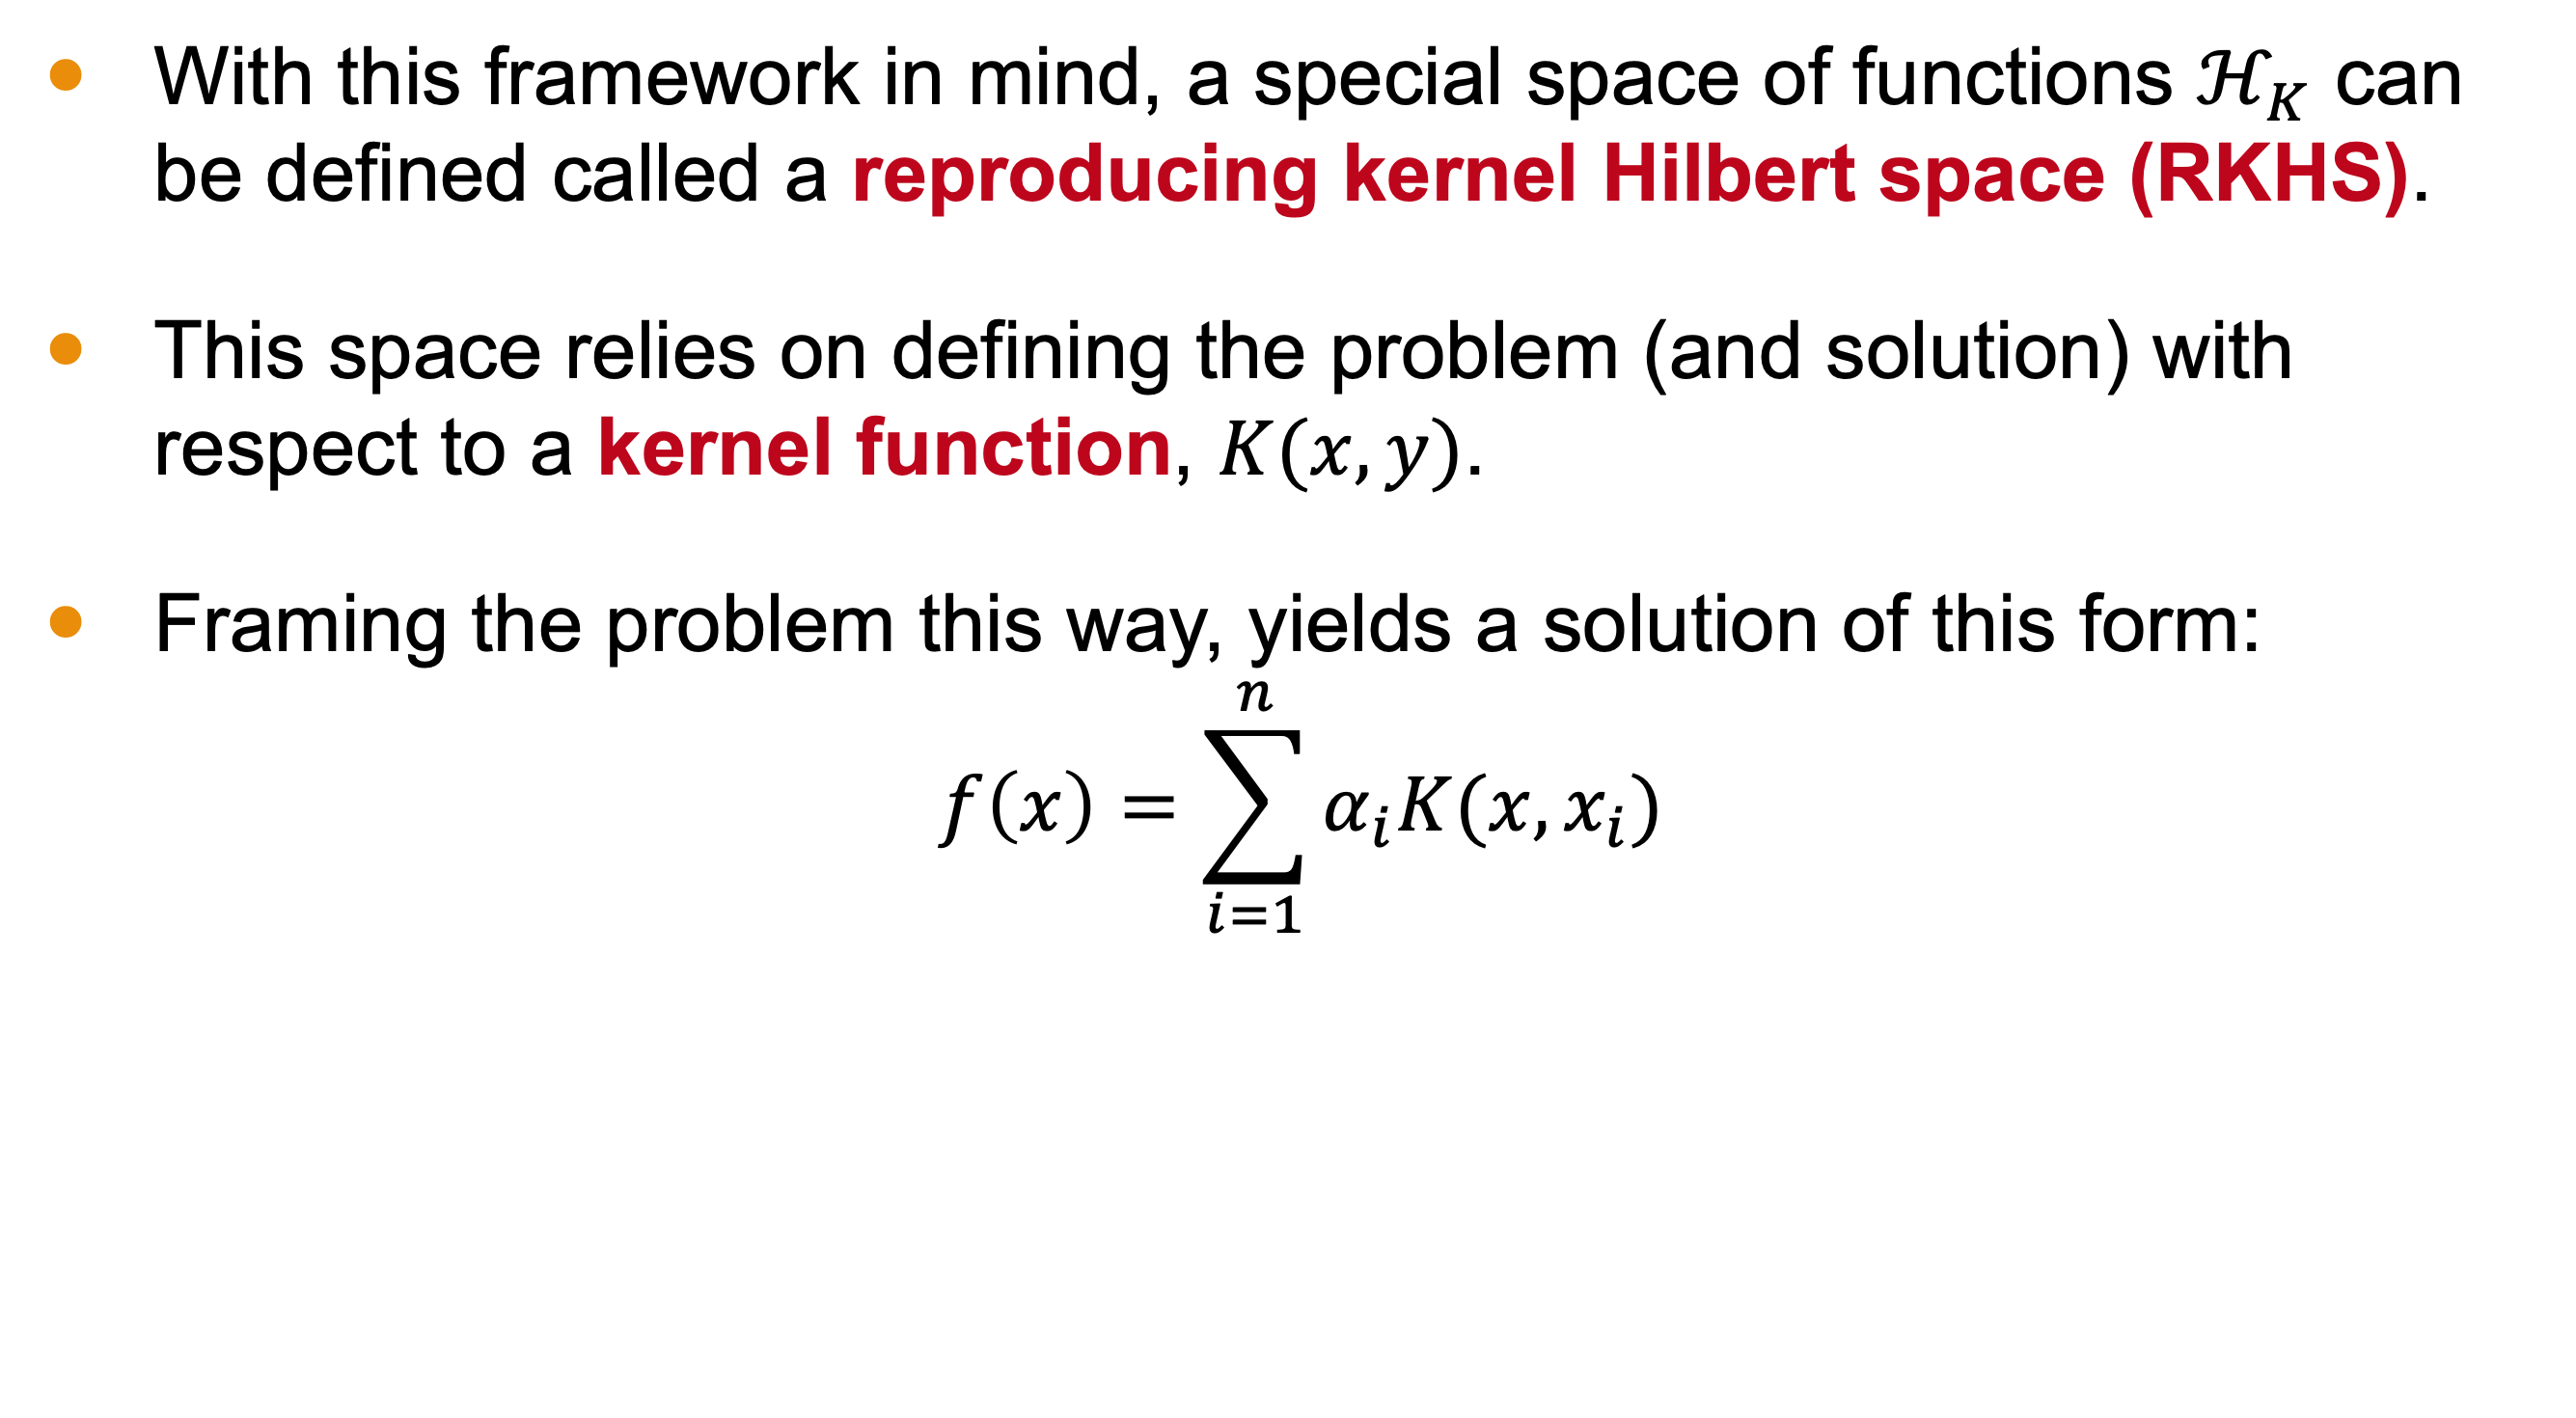 • With this framework in mind, a special space of functions ℋ_K can
be defined called a reproducing kernel Hilbert space (RKHS).
• This space relies on defining the problem (and solution) with
respect to a kernel function, K(x, y).
• Framing the problem this way, yields a solution of this form:
f(x) = ∑_{i=1}^{n} α_i K(x, x_i)